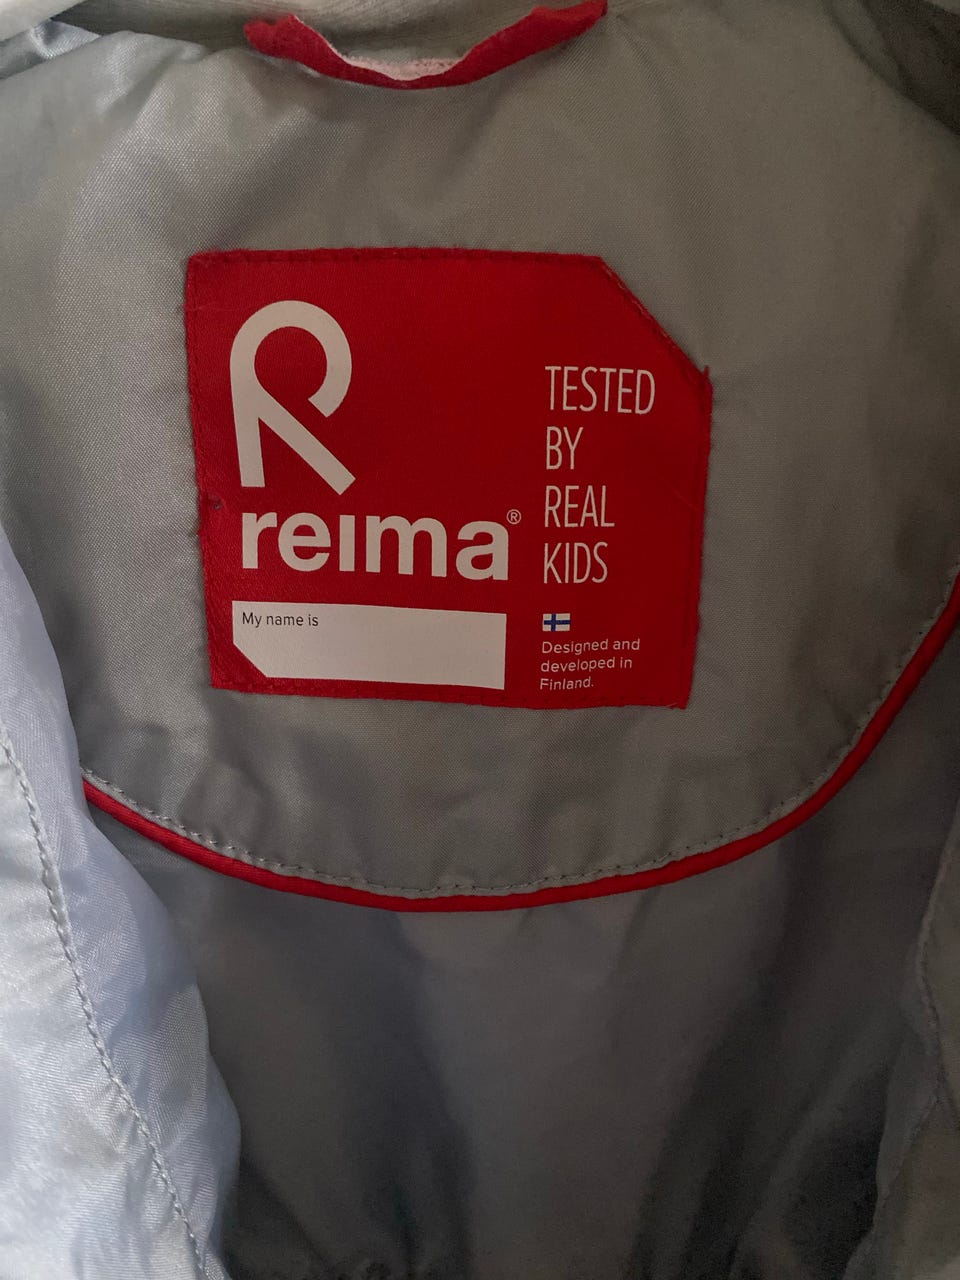 reima®
My name is
TESTED
BY
REAL
KIDS
Designed and
developed in
Finland.